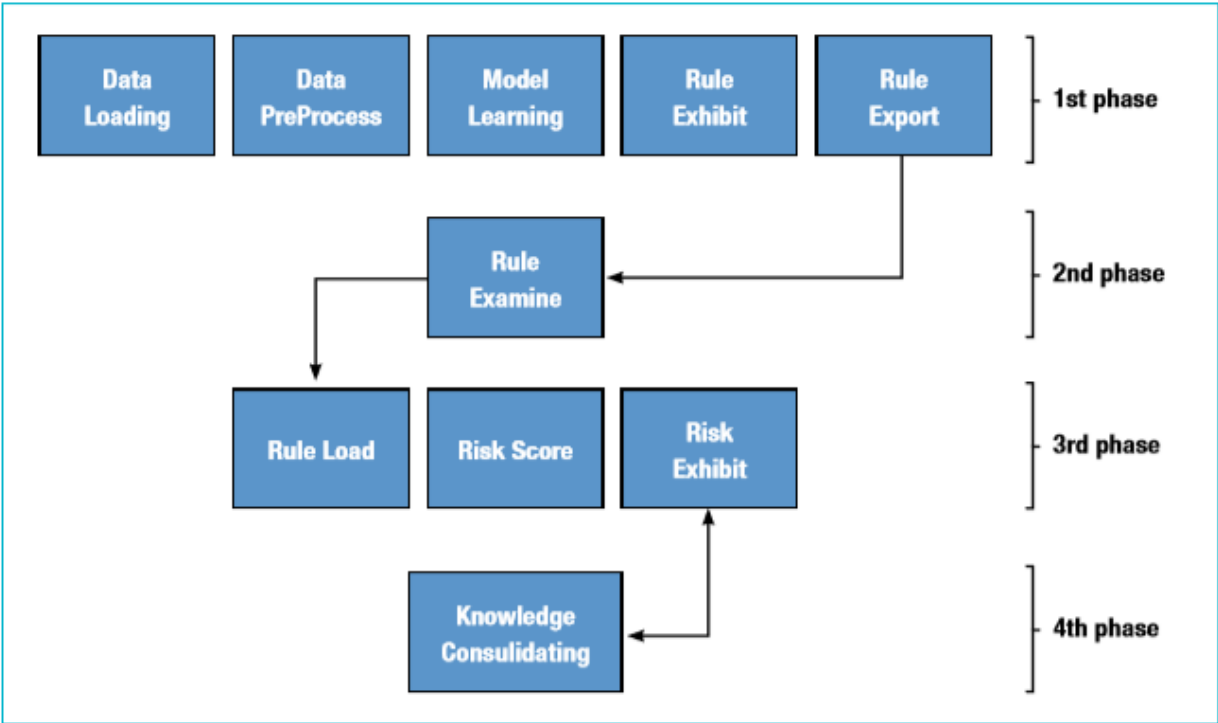 Data
Loading
Data
PreProcess
Model
Learning
Rule
Exhibit
Rule
Export
1st phase
Rule
Examine
2nd phase
Rule Load
Risk Score
Risk
Exhibit
3rd phase
Knowledge
Consulidating
4th phase